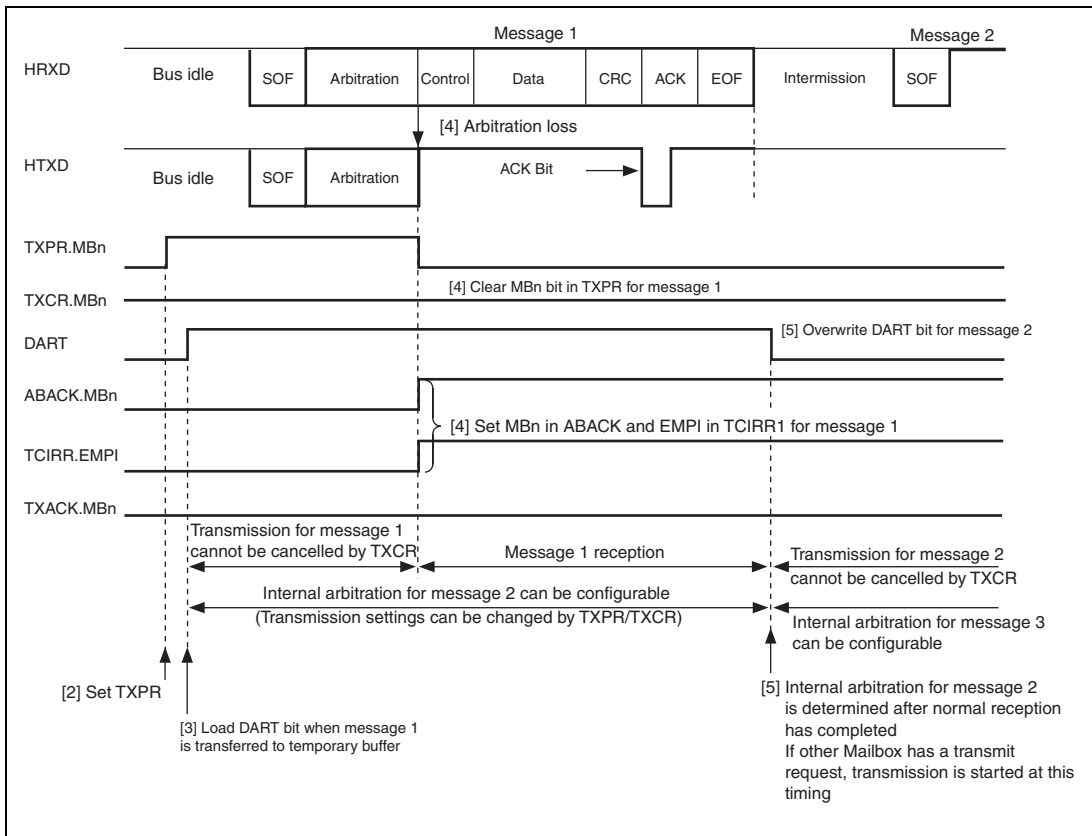 Message 1
Message 2
HRXD
Bus idle
SOF
Arbitration
Control
Data
CRC
ACK
EOF
Intermission
SOF
[4] Arbitration loss
HTXD
Bus idle
SOF
Arbitration
ACK Bit
TXPR.MBn
[4] Clear MBn bit in TXPR for message 1
TXCR.MBn
DART
[5] Overwrite DART bit for message 2
ABACK.MBn
[4] Set MBn in ABACK and EMPI in TCIRR1 for message 1
TCIRR.EMPI
TXACK.MBn
Transmission for message 1
cannot be cancelled by TXCR
Message 1 reception
Transmission for message 2
cannot be cancelled by TXCR
Internal arbitration for message 2 can be configurable
(Transmission settings can be changed by TXPR/TXCR)
Internal arbitration for message 3
can be configurable
[2] Set TXPR
[3] Load DART bit when message 1
is transferred to temporary buffer
[5] Internal arbitration for message 2
is determined after normal reception
has completed
If other Mailbox has a transmit
request, transmission is started at this
timing